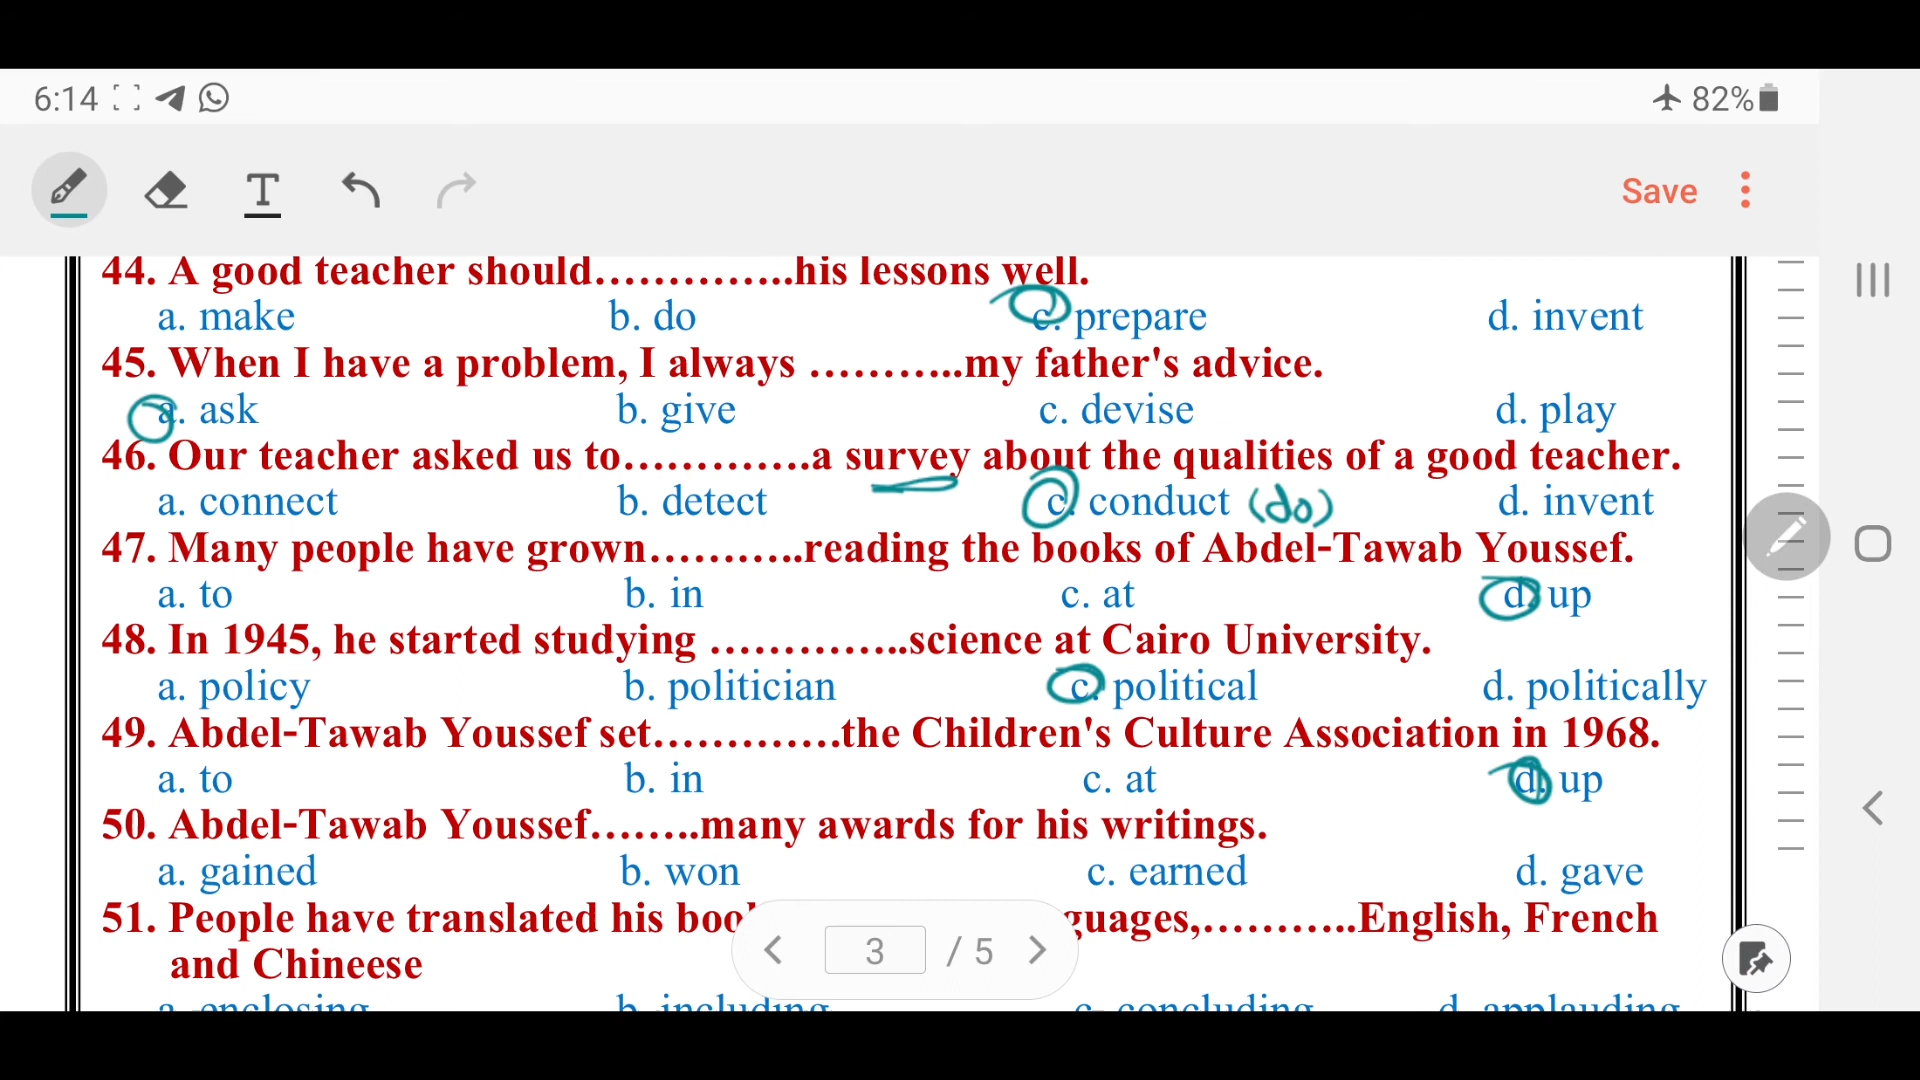 6:14 82%
Save
44. A good teacher should…………..his lessons well.
a. make b. do c. prepare d. invent
45. When I have a problem, I always ………..my father's advice.
a. ask b. give c. devise d. play
46. Our teacher asked us to………….a survey about the qualities of a good teacher.
a. connect b. detect c. conduct (do) d. invent
47. Many people have grown………..reading the books of Abdel-Tawab Youssef.
a. to b. in c. at d. up
48. In 1945, he started studying …………..science at Cairo University.
a. policy b. politician c. political d. politically
49. Abdel-Tawab Youssef set………….the Children's Culture Association in 1968.
a. to b. in c. at d. up
50. Abdel-Tawab Youssef……..many awards for his writings.
a. gained b. won c. earned d. gave
51. People have translated his guages,………..English, French
3 / 5
and Chineese
a. enclosing b. including c- concluding d. applauding